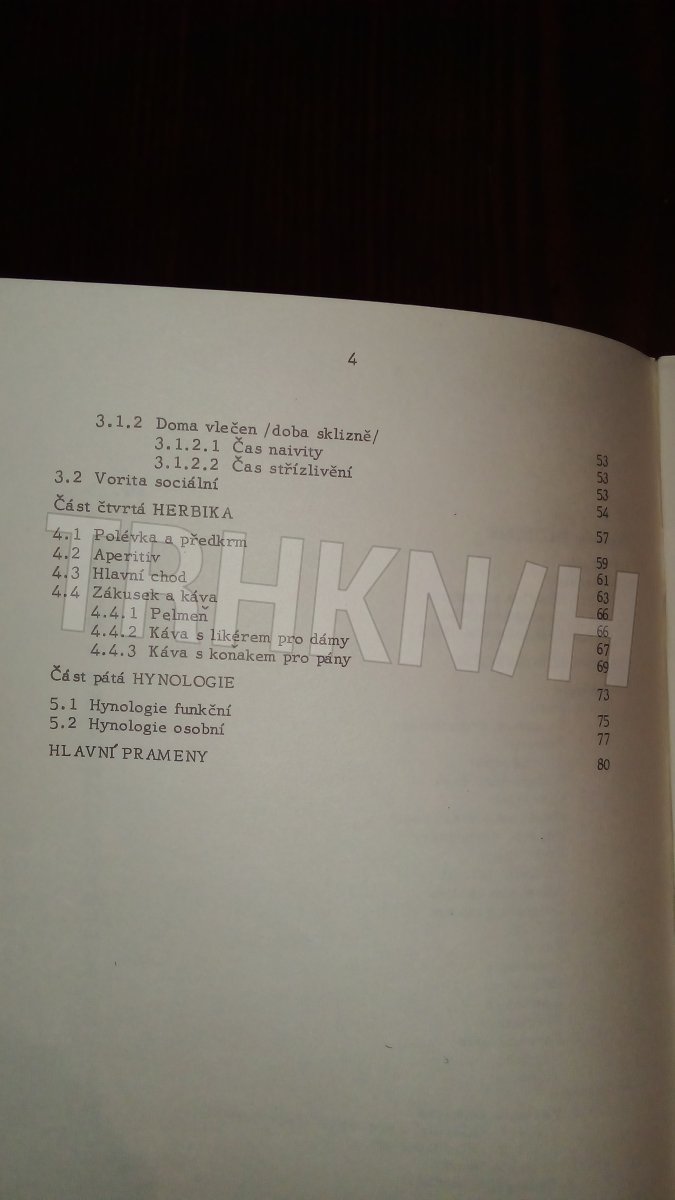 4
3.1.2 Doma vlečen /doba sklizně/ 53
3.1.2.1 Čas naivity 53
3.1.2.2 Čas střízlivění 53
3.2 Vorita sociální 54
Část čtvrtá HERBIKA 57
4.1 Polévka a předkrm 59
4.2 Aperitiv 61
4.3 Hlavní chod 63
4.4 Zákusek a káva 66
4.4.1 Pelmeň 66
4.4.2 Káva s likérem pro dámy 67
4.4.3 Káva s koňakem pro pány 69
Část pátá HYNOLOGIE 73
5.1 Hynologie funkční 75
5.2 Hynologie osobní 77
HLAVNÍ PRAMENY 80
TRHKN/H